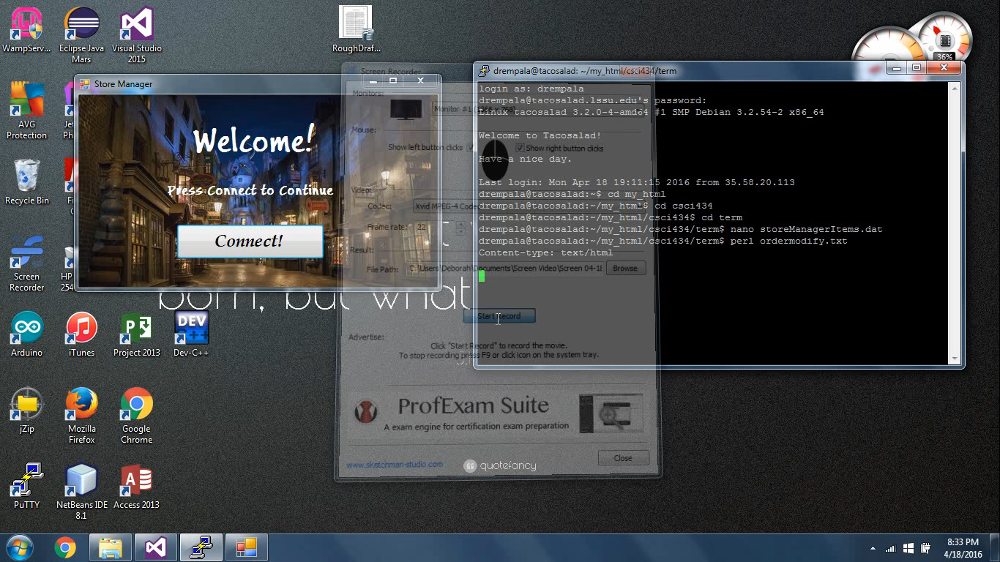 WampServ...
Eclipse Java
Mars
Visual Studio
2015
RoughDraf...
36%
AVG
Protection
Recycle Bin
Screen
Recorder
HP
254
Arduino
iTunes
Project 2013
DEV
C++
Dev-C++
jZip
Mozilla
Firefox
Google
Chrome
PuTTY
NetBeans IDE
8.1
Access 2013
Store Manager
Welcome!
Press Connect to Continue
Connect!
born, but what
Screen Recorder
Monitors:
Monitor #1 (1366 x 768)
Mouse:
Show left button clicks
Show right button clicks
Video:
Codec:
Xvid MPEG-4 Codec
Frame rate:
22
Result:
File Path:
C:\Users\Deborah\Documents\Screen Video\Screen 04-18
Browse
Start Record
Advertise:
Click "Start Record" to record the movie.
To stop recording press F9 or click icon on the system tray.
ProfExam Suite
A exam engine for certification exam preparation
www.sketchman-studio.com
quotefancy
Close
drempala@tacosalad: ~/my_html/csci434/term
login as: drempala
drempala@tacosalad.lssu.edu's password:
Linux tacosalad 3.2.0-4-amd64 #1 SMP Debian 3.2.54-2 x86_64
Welcome to Tacosalad!
Have a nice day.
Last login: Mon Apr 18 19:11:15 2016 from 35.58.20.113
drempala@tacosalad:~$ cd my_html
drempala@tacosalad:~/my_html$ cd csci434
drempala@tacosalad:~/my_html/csci434$ cd term
drempala@tacosalad:~/my_html/csci434/term$ nano storeManagerItems.dat
drempala@tacosalad:~/my_html/csci434/term$ perl ordermodify.txt
Content-type: text/html
8:33 PM
4/18/2016